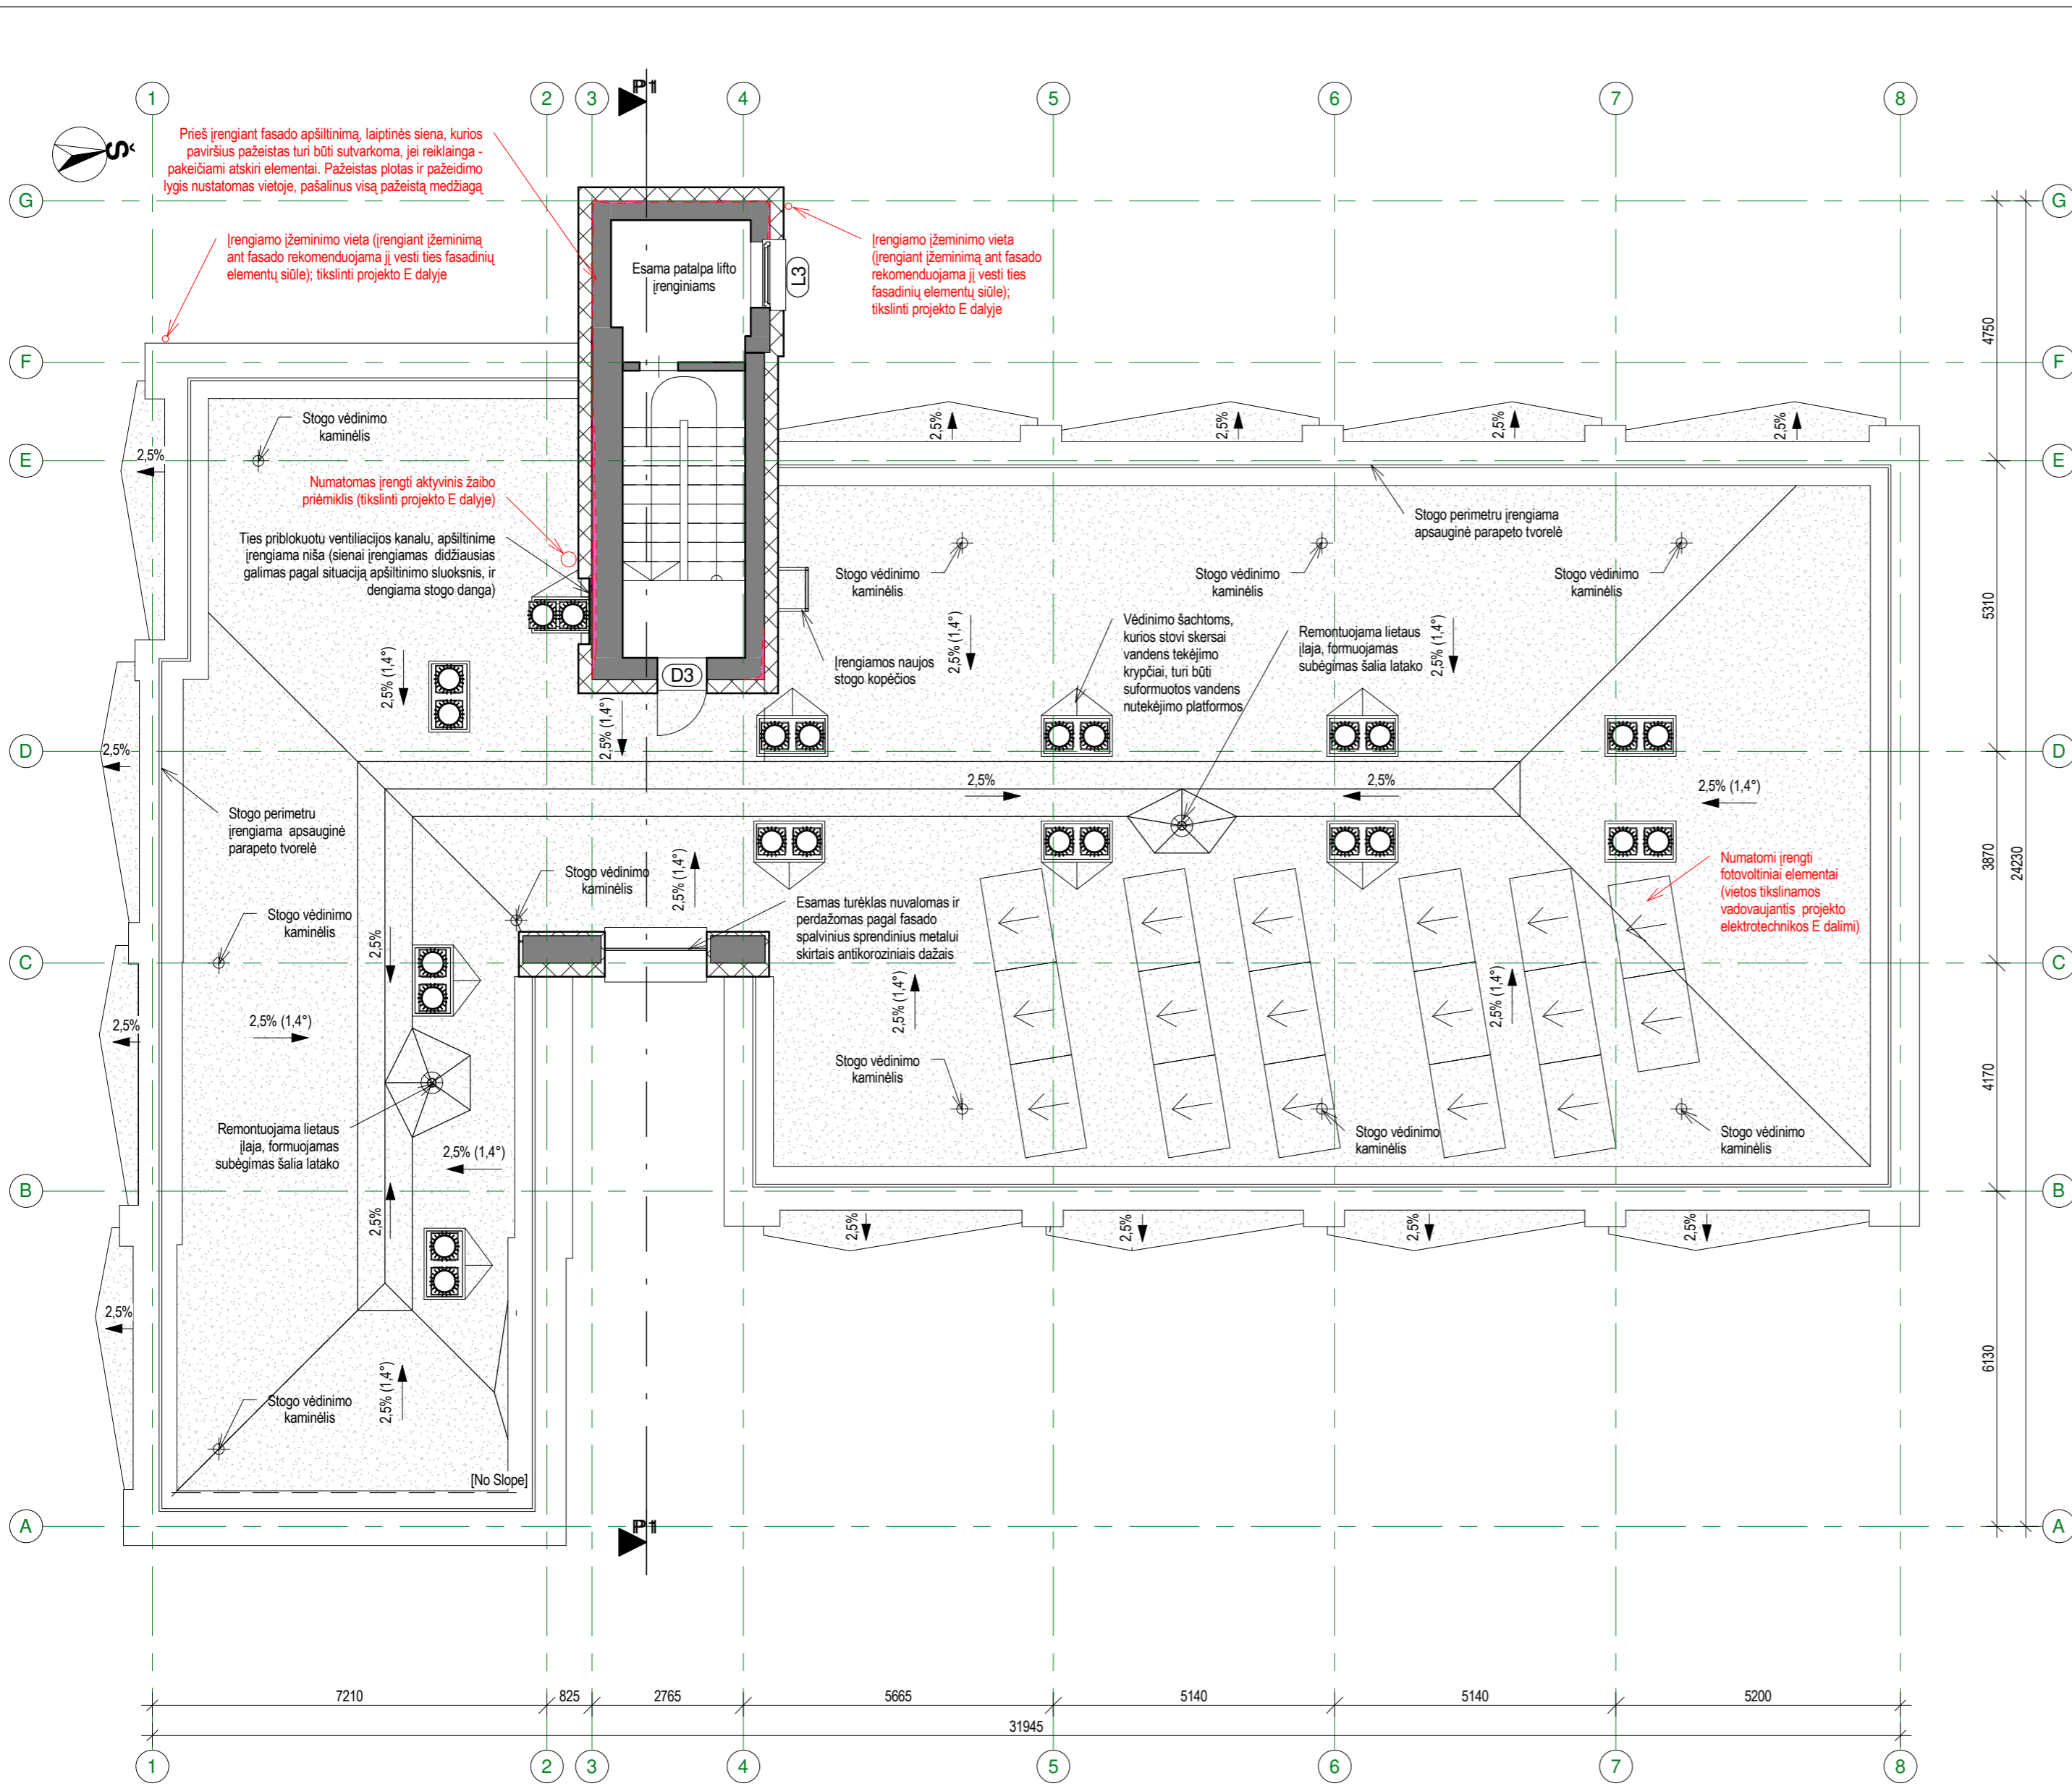 P1
1
2
3
4
5
6
7
8
Š
Prieš įrengiant fasado apšiltinimą, laiptinės siena, kurios
paviršius pažeistas turi būti sutvarkoma, jei reiklainga -
pakeičiami atskiri elementai. Pažeistas plotas ir pažeidimo
lygis nustatomas vietoje, pašalinus visą pažeistą medžiagą
G
G
Įrengiamo įžeminimo vieta (įrengiant įžeminimą
ant fasado rekomenduojama jį vesti ties fasadinių
elementų siūle); tikslinti projekto E dalyje
Esama patalpa lifto
įrenginiams
L3
Įrengiamo įžeminimo vieta
(įrengiant įžeminimą ant fasado
rekomenduojama jį vesti ties
fasadinių elementų siūle);
tikslinti projekto E dalyje
4750
F
F
Stogo vėdinimo
kaminėlis
2,5%
2,5%
2,5%
2,5%
2,5%
E
E
Numatomas įrengti aktyvinis žaibo
priėmiklis (tikslinti projekto E dalyje)
Ties priblokuotu ventiliacijos kanalu, apšiltinime
įrengiama niša (sienai įrengiamas didžiausias
galimas pagal situaciją apšiltinimo sluoksnis, ir
dengiama stogo danga)
Stogo perimetru įrengiama
apsauginė parapeto tvorelė
Stogo vėdinimo
kaminėlis
Stogo vėdinimo
kaminėlis
Stogo vėdinimo
kaminėlis
5310
Vėdinimo šachtoms,
kurios stovi skersai
vandens tekėjimo
krypčiai, turi būti
suformuotos vandens
nutekėjimo platformos
Remontuojama lietaus
įlaja, formuojamas
subėgimas šalia latako
Įrengiamos naujos
stogo kopėčios
2,5% (1,4°)
2,5% (1,4°)
2,5% (1,4°)
2,5% (1,4°)
D3
D
D
2,5%
2,5%
2,5%
2,5% (1,4°)
Stogo perimetru
įrengiama apsauginė
parapeto tvorelė
3870
24230
Stogo vėdinimo
kaminėlis
2,5% (1,4°)
Numatomi įrengti
fotovoltiniai elementai
(vietos tikslinamos
vadovaujantis projekto
elektrotechnikos E dalimi)
Esamas turėklas nuvalomas ir
perdažomas pagal fasado
spalvinius sprendinius metalui
skirtais antikoroziniais dažais
Stogo vėdinimo
kaminėlis
2,5%
C
C
2,5%
2,5% (1,4°)
2,5% (1,4°)
2,5% (1,4°)
Stogo vėdinimo
kaminėlis
4170
Remontuojama lietaus
įlaja, formuojamas
subėgimas šalia latako
2,5% (1,4°)
Stogo vėdinimo
kaminėlis
Stogo vėdinimo
kaminėlis
B
B
2,5%
2,5%
2,5%
2,5%
2,5%
2,5%
6130
Stogo vėdinimo
kaminėlis
2,5% (1,4°)
[No Slope]
A
A
P1
7210
825
2765
5665
5140
5140
5200
31945
1
2
3
4
5
6
7
8